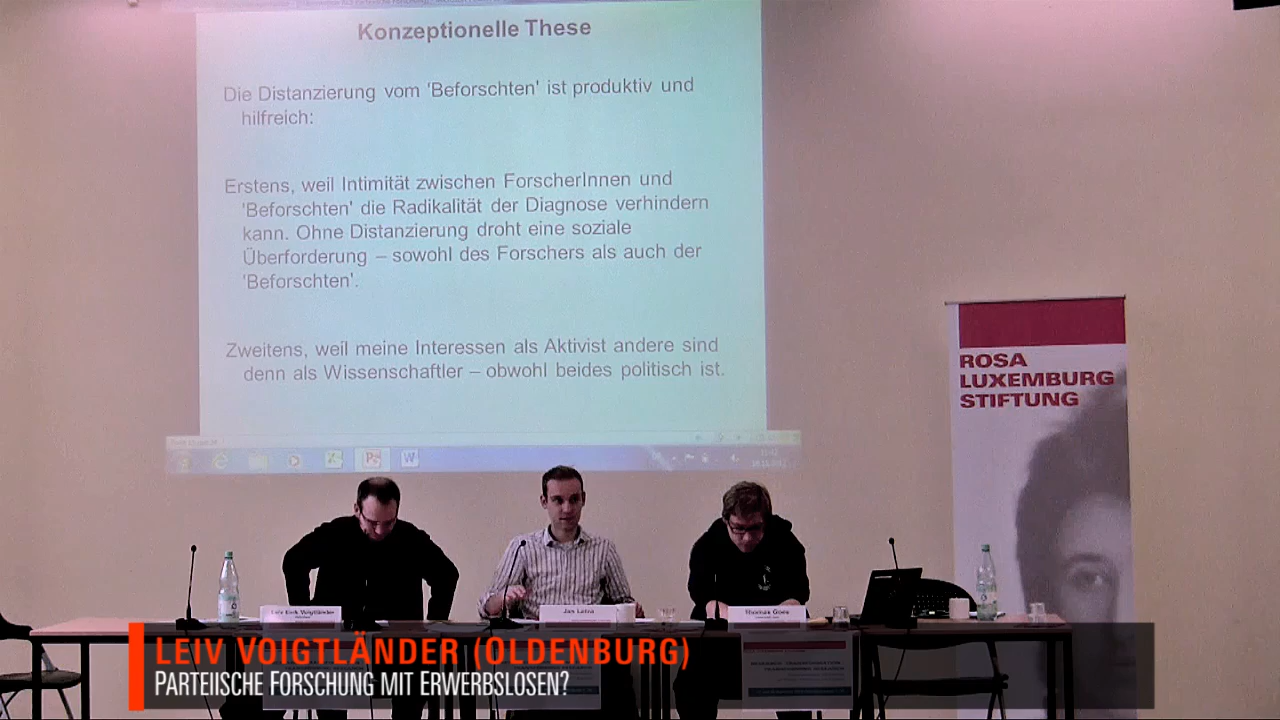 Konzeptionelle These
Die Distanzierung vom 'Beforschten' ist produktiv und
hilfreich:
Erstens, weil Intimität zwischen ForscherInnen und
'Beforschten' die Radikalität der Diagnose verhindern
kann. Ohne Distanzierung droht eine soziale
Überforderung – sowohl des Forschers als auch der
'Beforschten'.
Zweitens, weil meine Interessen als Aktivist andere sind
denn als Wissenschaftler – obwohl beides politisch ist.
ROSA
LUXEMBURG
STIFTUNG
Voigtländer
Jan Latza
Thomas Goes
LEIV VOIGTLÄNDER (OLDENBURG)
PARTEIISCHE FORSCHUNG MIT ERWERBSLOSEN?